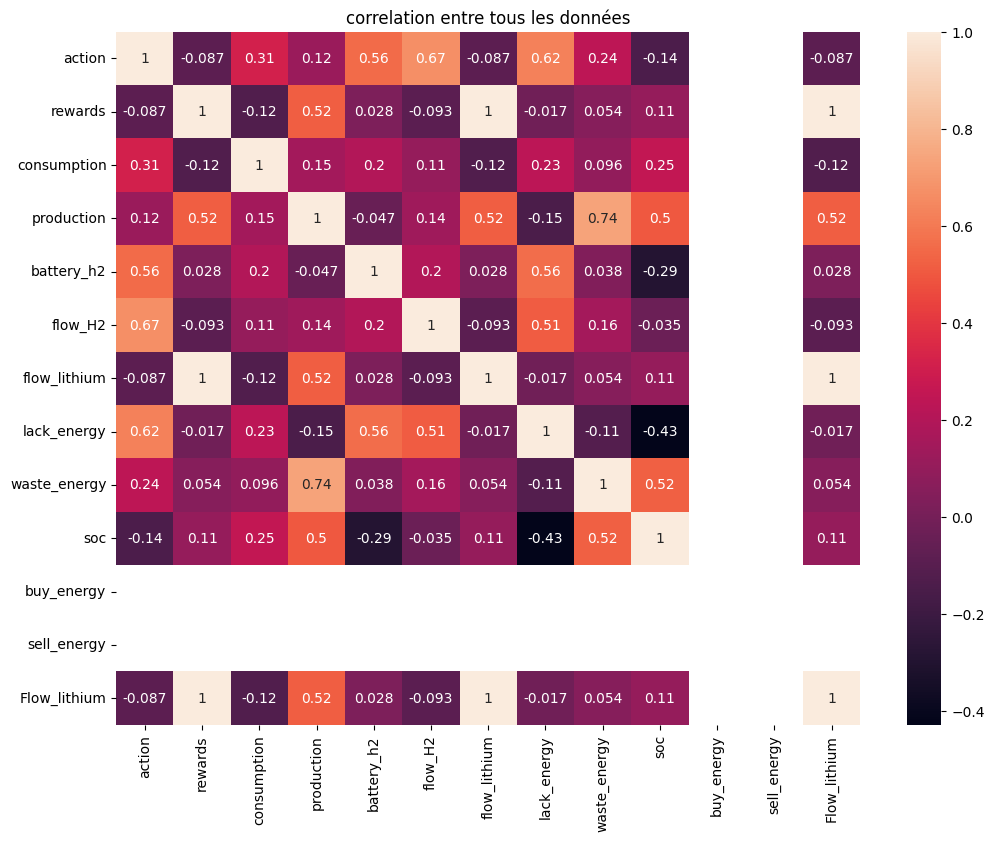 correlation entre tous les données
action 1 -0.087 0.31 0.12 0.56 0.67 -0.087 0.62 0.24 -0.14 -0.087
rewards -0.087 1 -0.12 0.52 0.028 -0.093 1 -0.017 0.054 0.11 1
consumption 0.31 -0.12 1 0.15 0.2 0.11 -0.12 0.23 0.096 0.25 -0.12
production 0.12 0.52 0.15 1 -0.047 0.14 0.52 -0.15 0.74 0.5 0.52
battery_h2 0.56 0.028 0.2 -0.047 1 0.2 0.028 0.56 0.038 -0.29 0.028
flow_H2 0.67 -0.093 0.11 0.14 0.2 1 -0.093 0.51 0.16 -0.035 -0.093
flow_lithium -0.087 1 -0.12 0.52 0.028 -0.093 1 -0.017 0.054 0.11 1
lack_energy 0.62 -0.017 0.23 -0.15 0.56 0.51 -0.017 1 -0.11 -0.43 -0.017
waste_energy 0.24 0.054 0.096 0.74 0.038 0.16 0.054 -0.11 1 0.52 0.054
soc -0.14 0.11 0.25 0.5 -0.29 -0.035 0.11 -0.43 0.52 1 0.11
buy_energy
sell_energy
Flow_lithium -0.087 1 -0.12 0.52 0.028 -0.093 1 -0.017 0.054 0.11 1
action rewards consumption production battery_h2 flow_H2 flow_lithium lack_energy waste_energy soc buy_energy sell_energy Flow_lithium
1.0
0.8
0.6
0.4
0.2
0.0
−0.2
−0.4